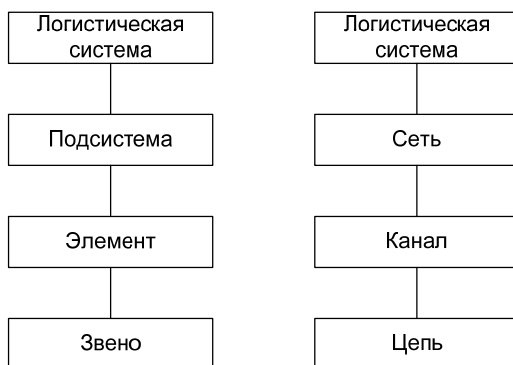 Логистическая
система
Подсистема
Элемент
Звено
Логистическая
система
Сеть
Канал
Цепь